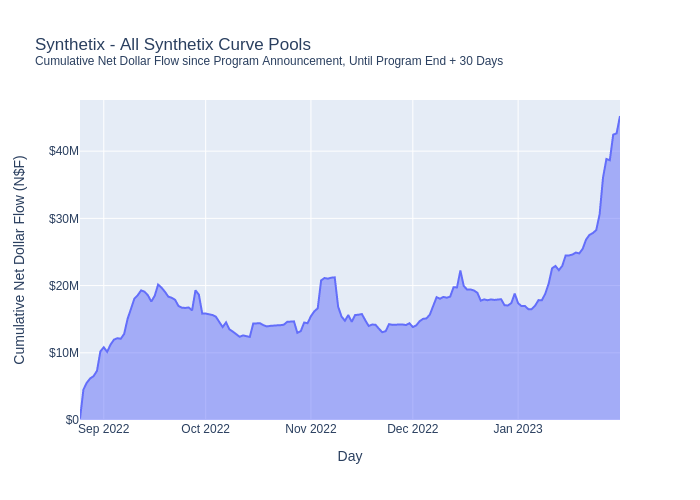 Synthetix - All Synthetix Curve Pools
Cumulative Net Dollar Flow since Program Announcement, Until Program End + 30 Days
Cumulative Net Dollar Flow (N$F)
$40M
$30M
$20M
$10M
$0
Sep 2022
Oct 2022
Nov 2022
Dec 2022
Jan 2023
Day